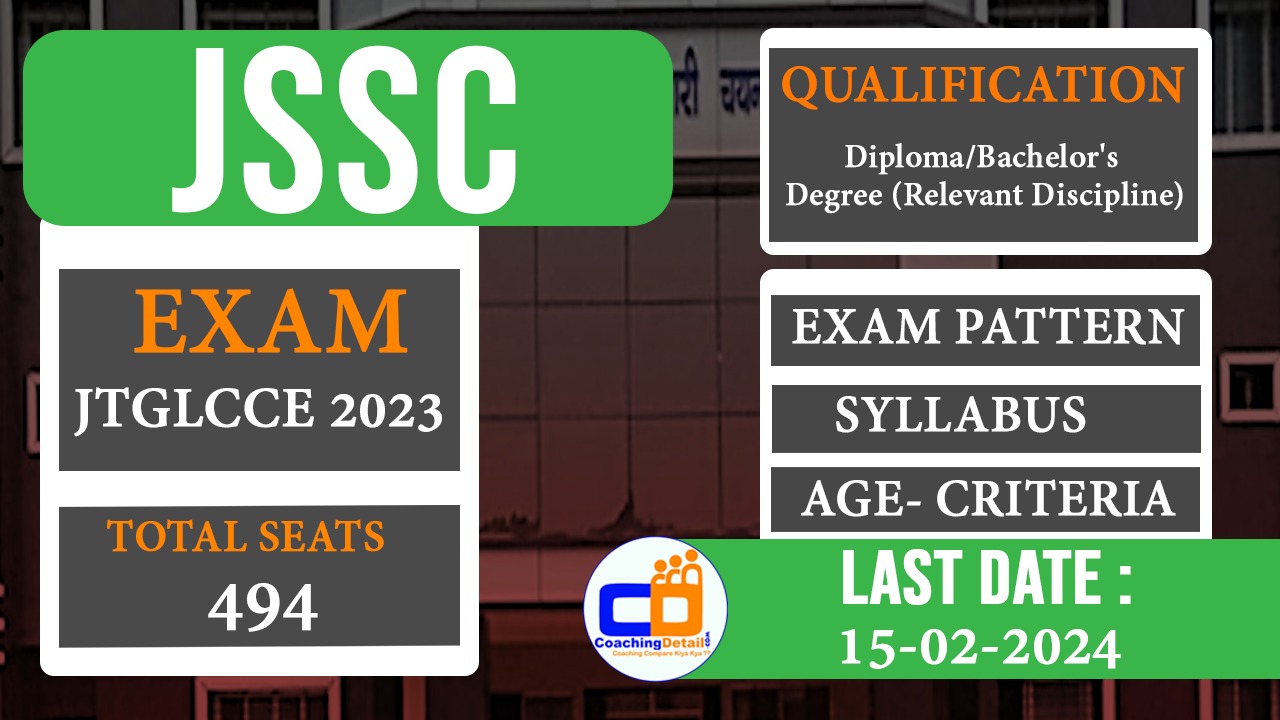 JSSC
EXAM
JTGLCCE 2023
TOTAL SEATS
494
QUALIFICATION
Diploma/Bachelor's
Degree (Relevant Discipline)
EXAM PATTERN
SYLLABUS
AGE- CRITERIA
LAST DATE :
15-02-2024
CoachingDetail.com
Coaching Compare Kiya Kya ??